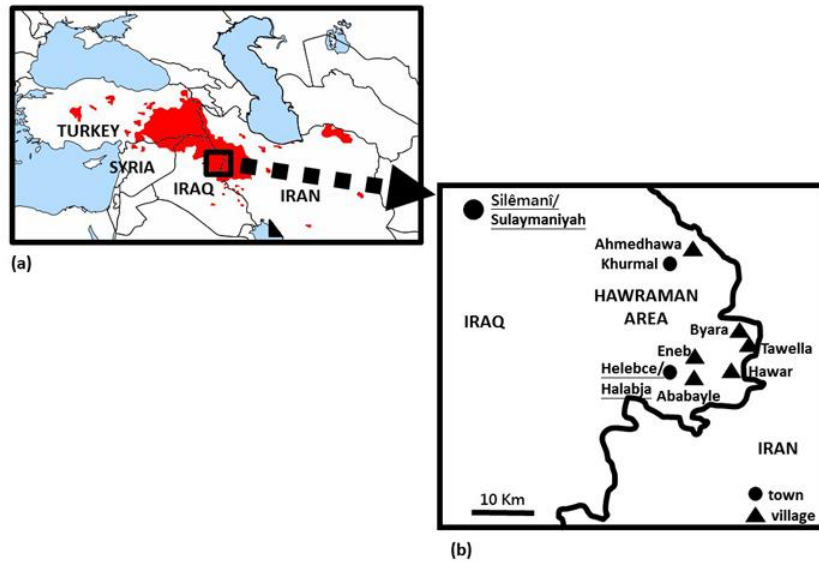 TURKEY
SYRIA
IRAQ
IRAN
(a)
Silêmanî/
Sulaymaniyah
Ahmedhawa
Khurmal
HAWRAMAN
AREA
IRAQ
Byara
Tawella
Eneb
Helebce/
Halabja
Hawar
Ababayle
IRAN
10 Km
town
village
(b)